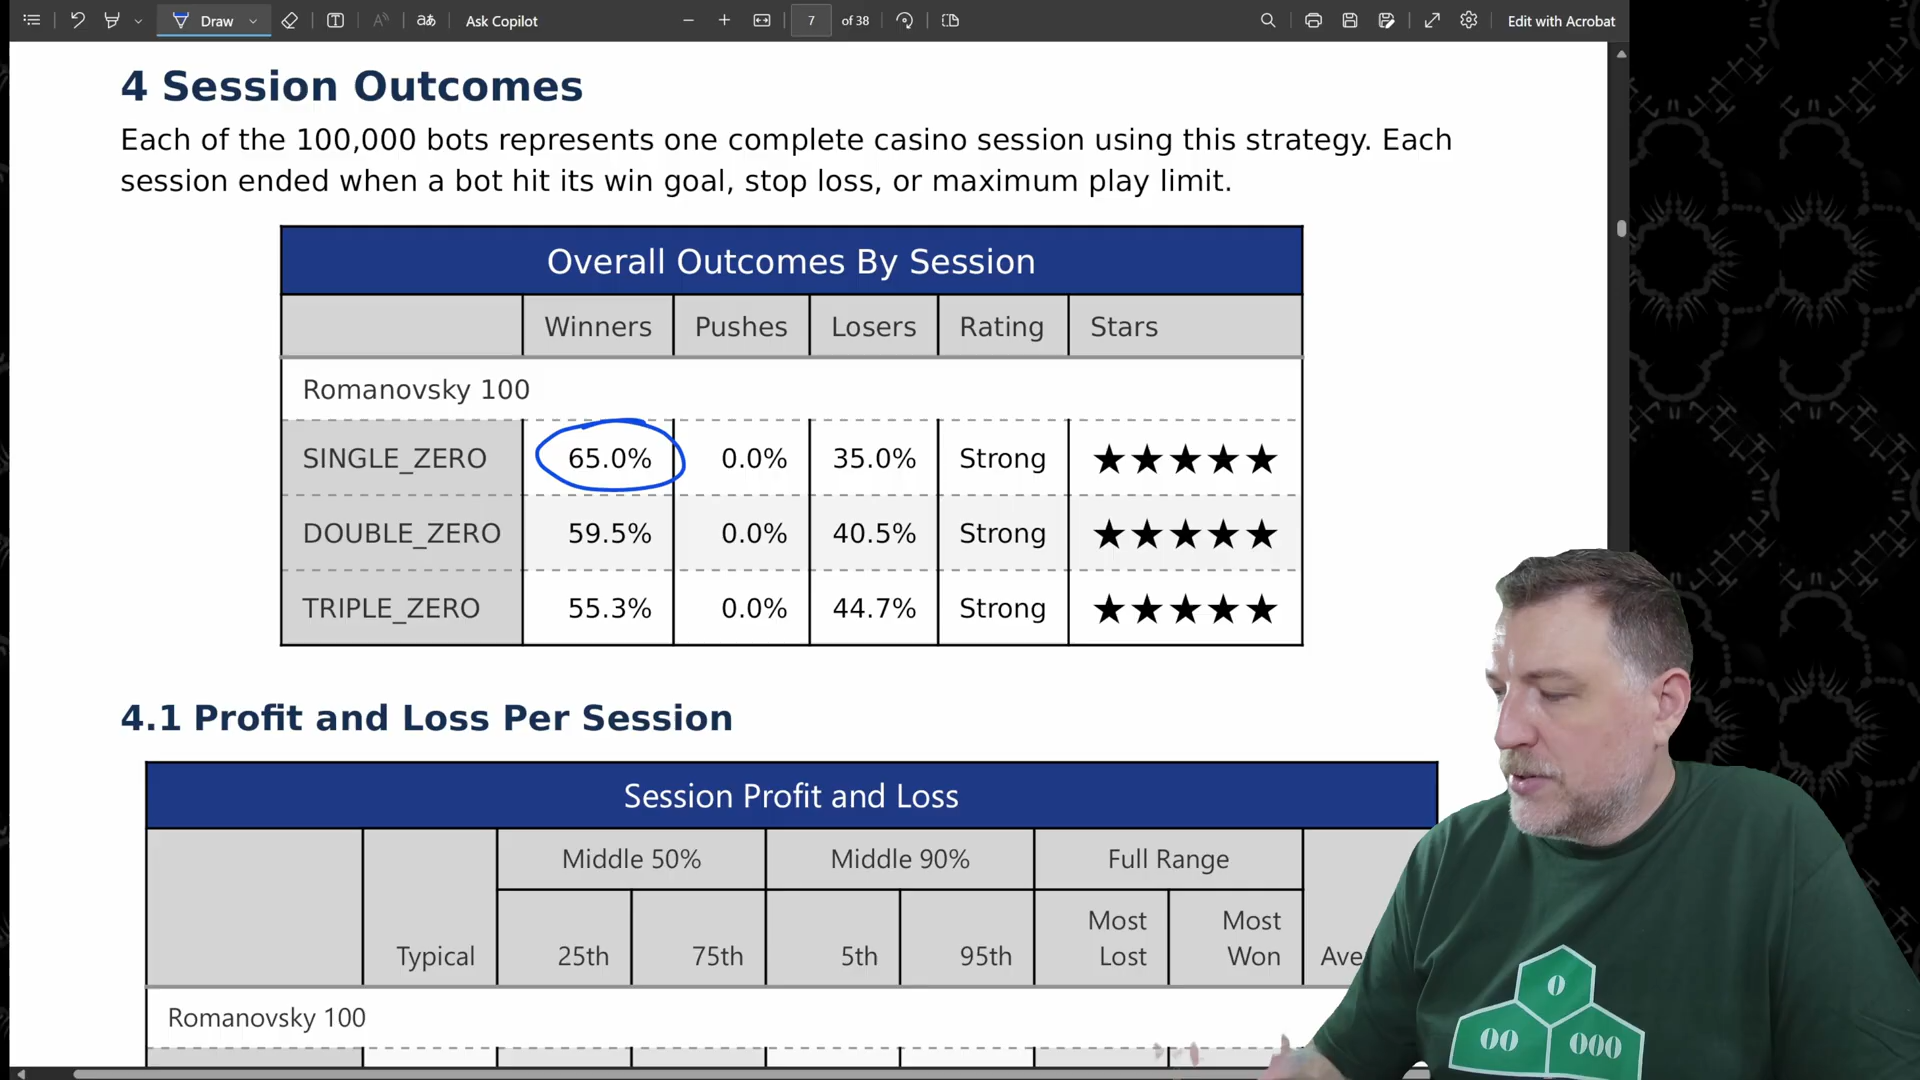 Draw
aあ
Ask Copilot
7 of 38
Edit with Acrobat
4 Session Outcomes
Each of the 100,000 bots represents one complete casino session using this strategy. Each
session ended when a bot hit its win goal, stop loss, or maximum play limit.
Overall Outcomes By Session
Winners Pushes Losers Rating Stars
Romanovsky 100
SINGLE_ZERO 65.0% 0.0% 35.0% Strong ★★★★★
DOUBLE_ZERO 59.5% 0.0% 40.5% Strong ★★★★★
TRIPLE_ZERO 55.3% 0.0% 44.7% Strong ★★★★★
4.1 Profit and Loss Per Session
Session Profit and Loss
Middle 50% Middle 90% Full Range
Most Most
Typical 25th 75th 5th 95th Lost Won
Romanovsky 100
0
00 000